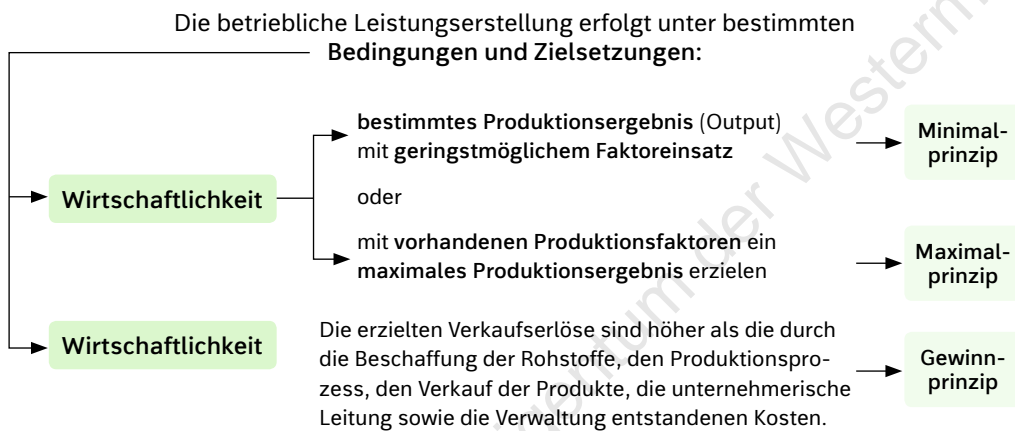 Die betriebliche Leistungserstellung erfolgt unter bestimmten
Bedingungen und Zielsetzungen:
bestimmtes Produktionsergebnis (Output)
mit geringstmöglichem Faktoreinsatz
Minimal-
prinzip
Wirtschaftlichkeit
oder
mit vorhandenen Produktionsfaktoren ein
maximales Produktionsergebnis erzielen
Maximal-
prinzip
Wirtschaftlichkeit
Die erzielten Verkaufserlöse sind höher als die durch
die Beschaffung der Rohstoffe, den Produktionspro-
zess, den Verkauf der Produkte, die unternehmerische
Leitung sowie die Verwaltung entstandenen Kosten.
Gewinn-
prinzip
der